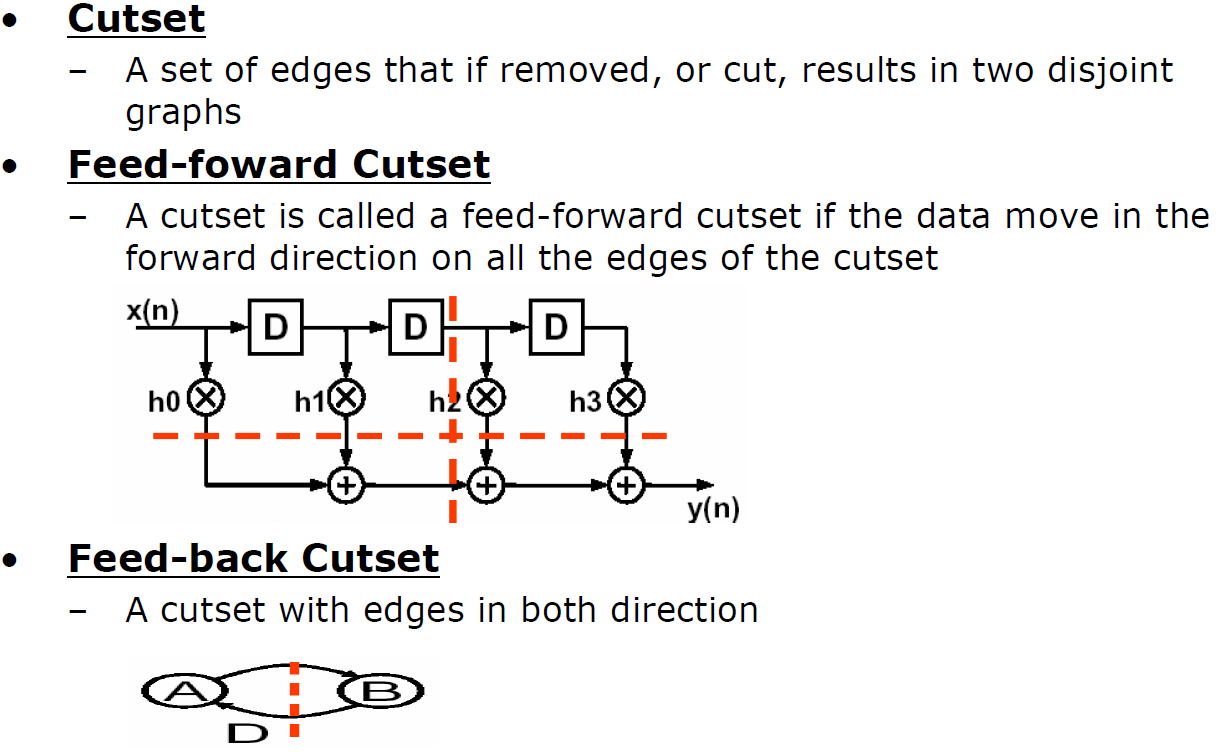 • Cutset
– A set of edges that if removed, or cut, results in two disjoint
graphs
• Feed-foward Cutset
– A cutset is called a feed-forward cutset if the data move in the
forward direction on all the edges of the cutset
x(n)
D D D
h0 h1 h2 h3
y(n)
• Feed-back Cutset
– A cutset with edges in both direction
A B
D